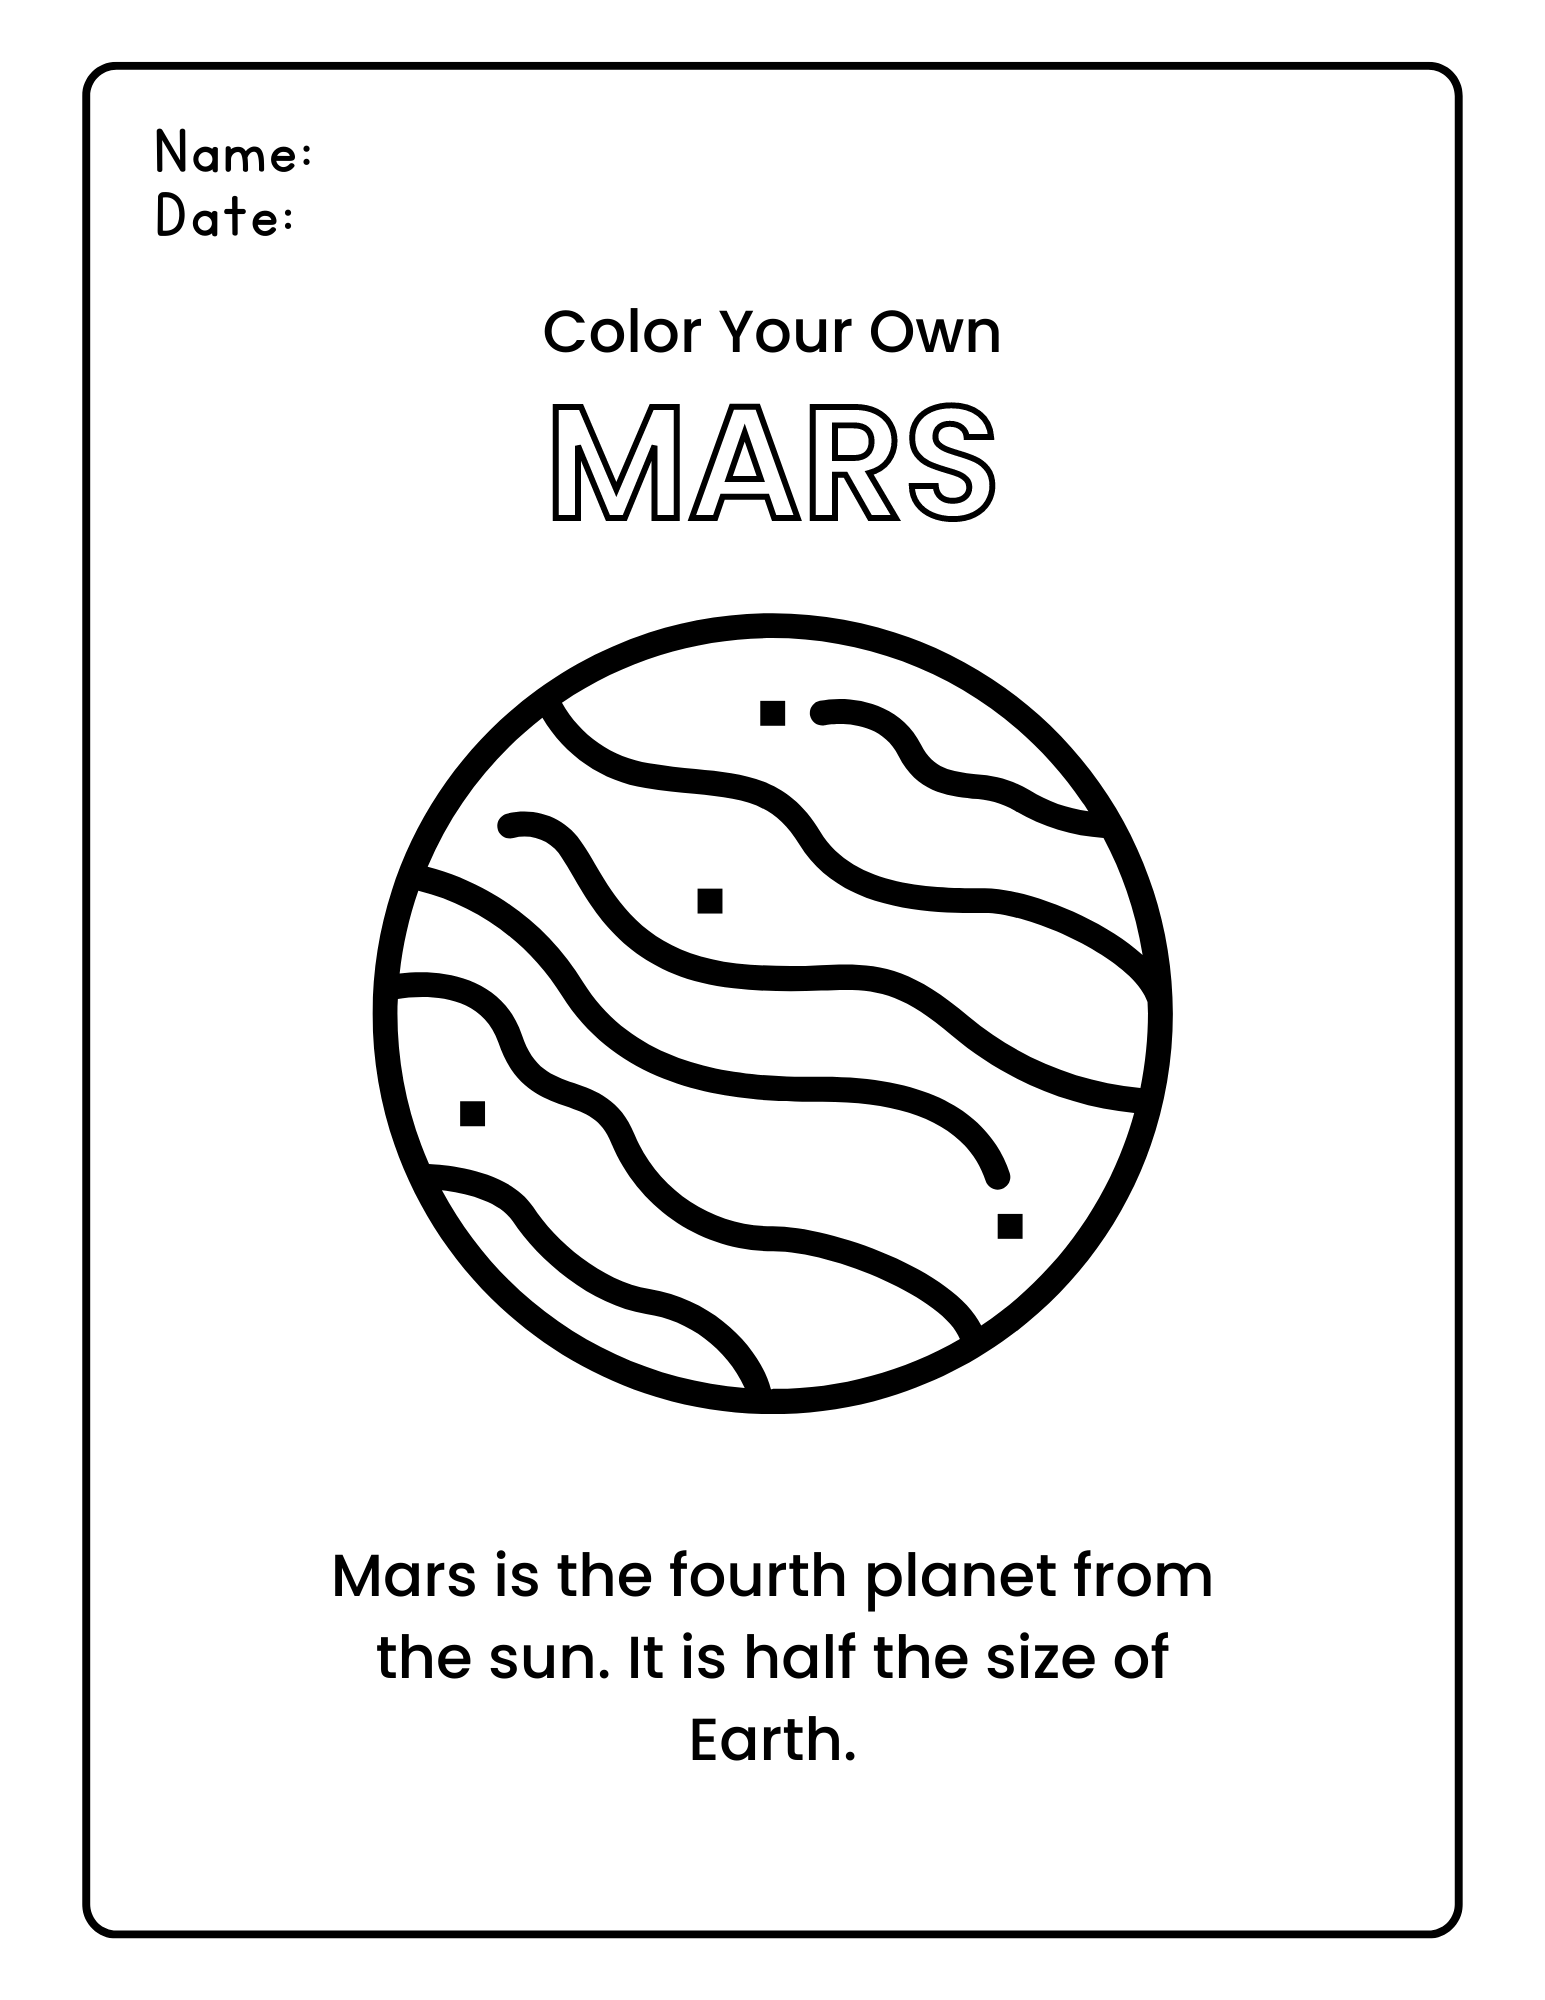 Name:
Date:
Color Your Own
MARS
Mars is the fourth planet from
the sun. It is half the size of
Earth.